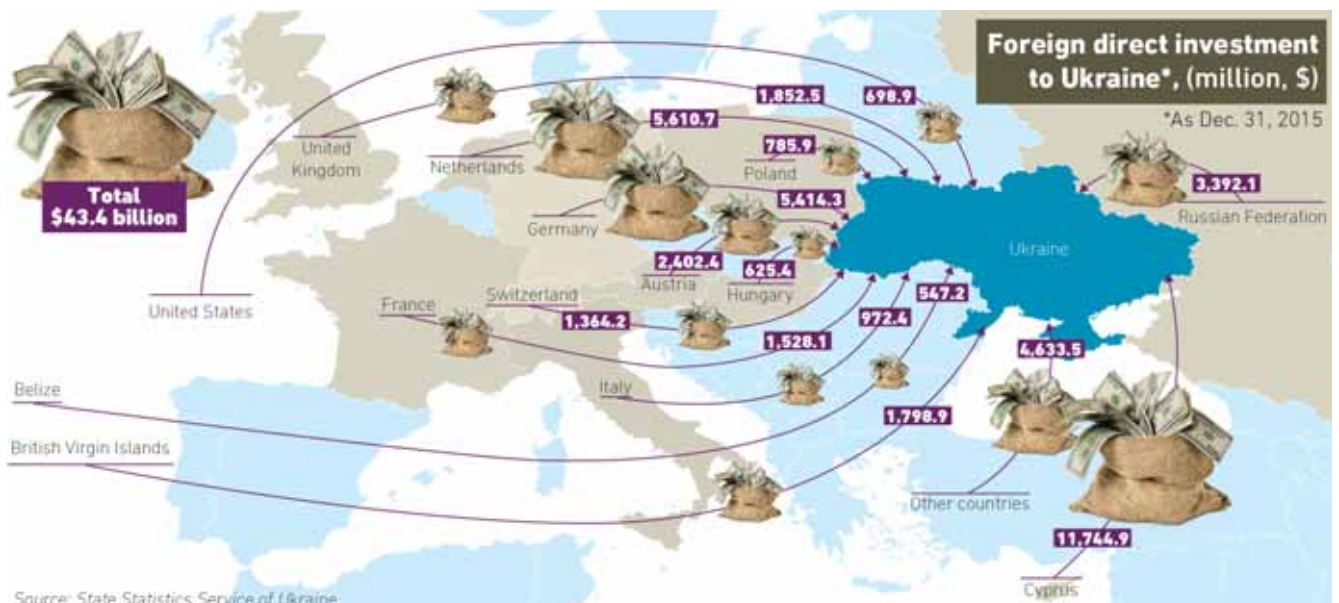 Foreign direct investment
to Ukraine*, (million, $)
*As Dec. 31, 2015
Total
$43.4 billion
United
Kingdom
1,852.5
698.9
Netherlands
5,610.7
785.9
Poland
3,392.1
Russian Federation
Germany
5,414.3
2,402.4
Austria
625.4
Hungary
Ukraine
United States
Switzerland
1,364.2
France
1,528.1
972.4
547.2
4,633.5
Belize
Italy
1,798.9
British Virgin Islands
Other countries
11,744.9
Cyprus
Source: State Statistics Service of Ukraine